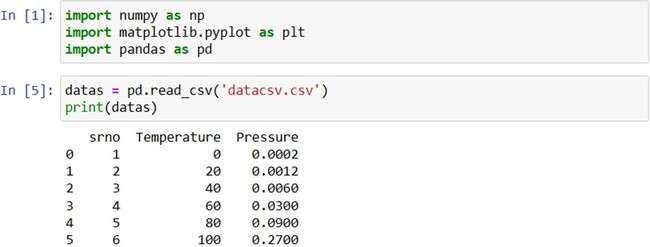 In [1]: import numpy as np
import matplotlib.pyplot as plt
import pandas as pd
In [5]: datas = pd.read_csv('datacsv.csv')
print(datas)
srno Temperature Pressure
0 1 0 0.0002
1 2 20 0.0012
2 3 40 0.0060
3 4 60 0.0300
4 5 80 0.0900
5 6 100 0.2700